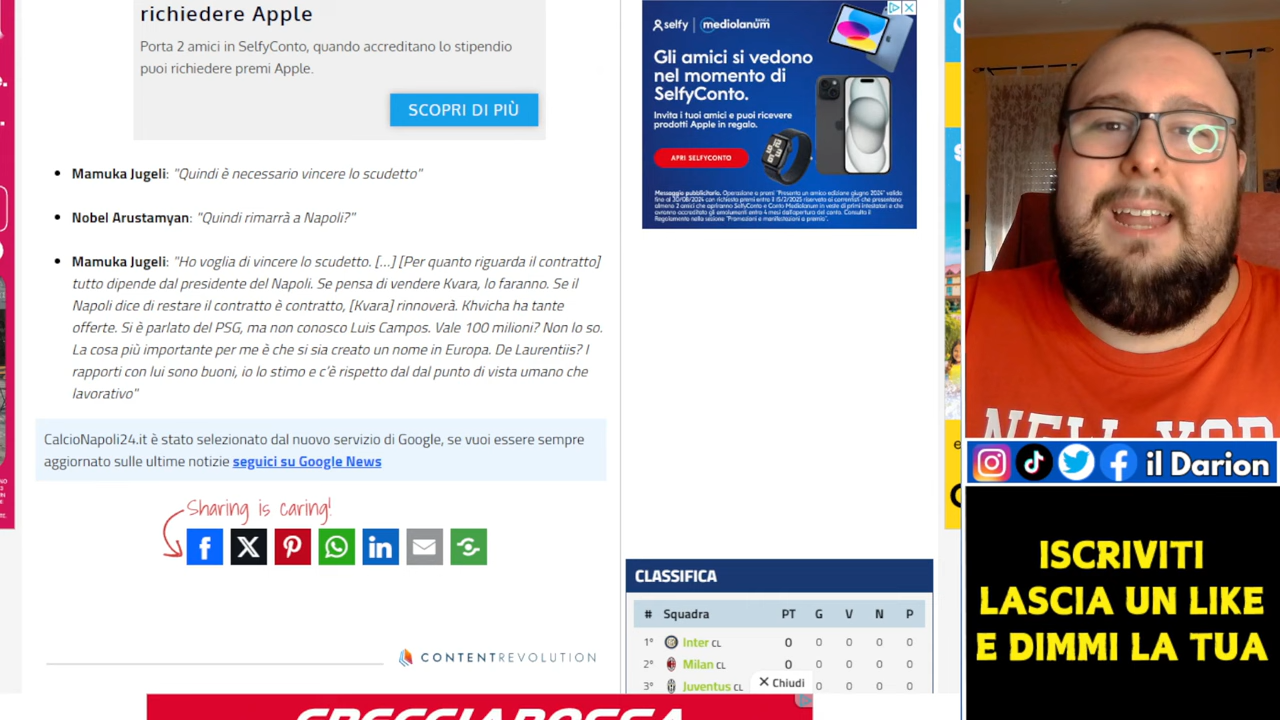 richiedere Apple
Porta 2 amici in SelfyConto, quando accreditano lo stipendio
puoi richiedere premi Apple.
SCOPRI DI PIÙ
Mamuka Jugeli: "Quindi è necessario vincere lo scudetto"
Nobel Arustamyan: "Quindi rimarrà a Napoli?"
Mamuka Jugeli: "Ho voglia di vincere lo scudetto. [...] [Per quanto riguarda il contratto]
tutto dipende dal presidente del Napoli. Se pensa di vendere Kvara, lo faranno. Se il
Napoli dice di restare il contratto è contratto, [Kvara] rinnoverà. Khvicha ha tante
offerte. Si è parlato del PSG, ma non conosco Luis Campos. Vale 100 milioni? Non lo so.
La cosa più importante per me è che si sia creato un nome in Europa. De Laurentiis? I
rapporti con lui sono buoni, io lo stimo e c'è rispetto dal dal punto di vista umano che
lavorativo"
CalcioNapoli24.it è stato selezionato dal nuovo servizio di Google, se vuoi essere sempre
aggiornato sulle ultime notizie seguici su Google News
Sharing is caring!
CONTENTREVOLUTION
selfy mediolanum BANCA
Gli amici si vedono
nel momento di
SelfyConto.
Invita i tuoi amici e puoi ricevere
prodotti Apple in regalo.
APRI SELFYCONTO
CLASSIFICA
# Squadra PT G V N P
1° Inter CL 0 0 0 0 0
2° Milan CL 0 0 0 0 0
3° Juventus CL 0 0 0 0
Chiudi
il Darion
ISCRIVITI
LASCIA UN LIKE
E DIMMI LA TUA